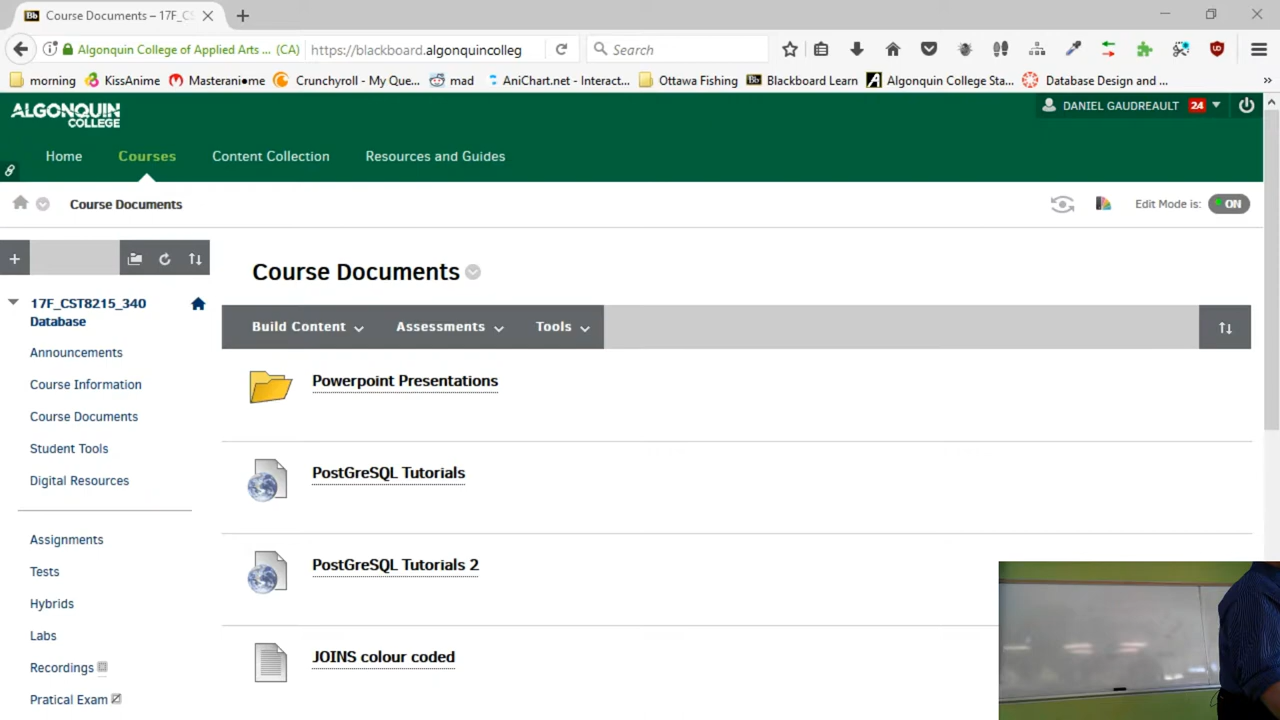 Course Documents – 17F_CS
Algonquin College of Applied Arts ... (CA)
https://blackboard.algonquincolleg
Search
morning
KissAnime
Masterani●me
Crunchyroll - My Que...
mad
AniChart.net - Interact...
Ottawa Fishing
Blackboard Learn
Algonquin College Sta...
Database Design and ...
ALGONQUIN
COLLEGE
DANIEL GAUDREAULT 24
Home
Courses
Content Collection
Resources and Guides
Course Documents
Edit Mode is: ON
17F_CST8215_340
Database
Announcements
Course Information
Course Documents
Student Tools
Digital Resources
Assignments
Tests
Hybrids
Labs
Recordings
Pratical Exam
Course Documents
Build Content
Assessments
Tools
Powerpoint Presentations
PostGreSQL Tutorials
PostGreSQL Tutorials 2
JOINS colour coded